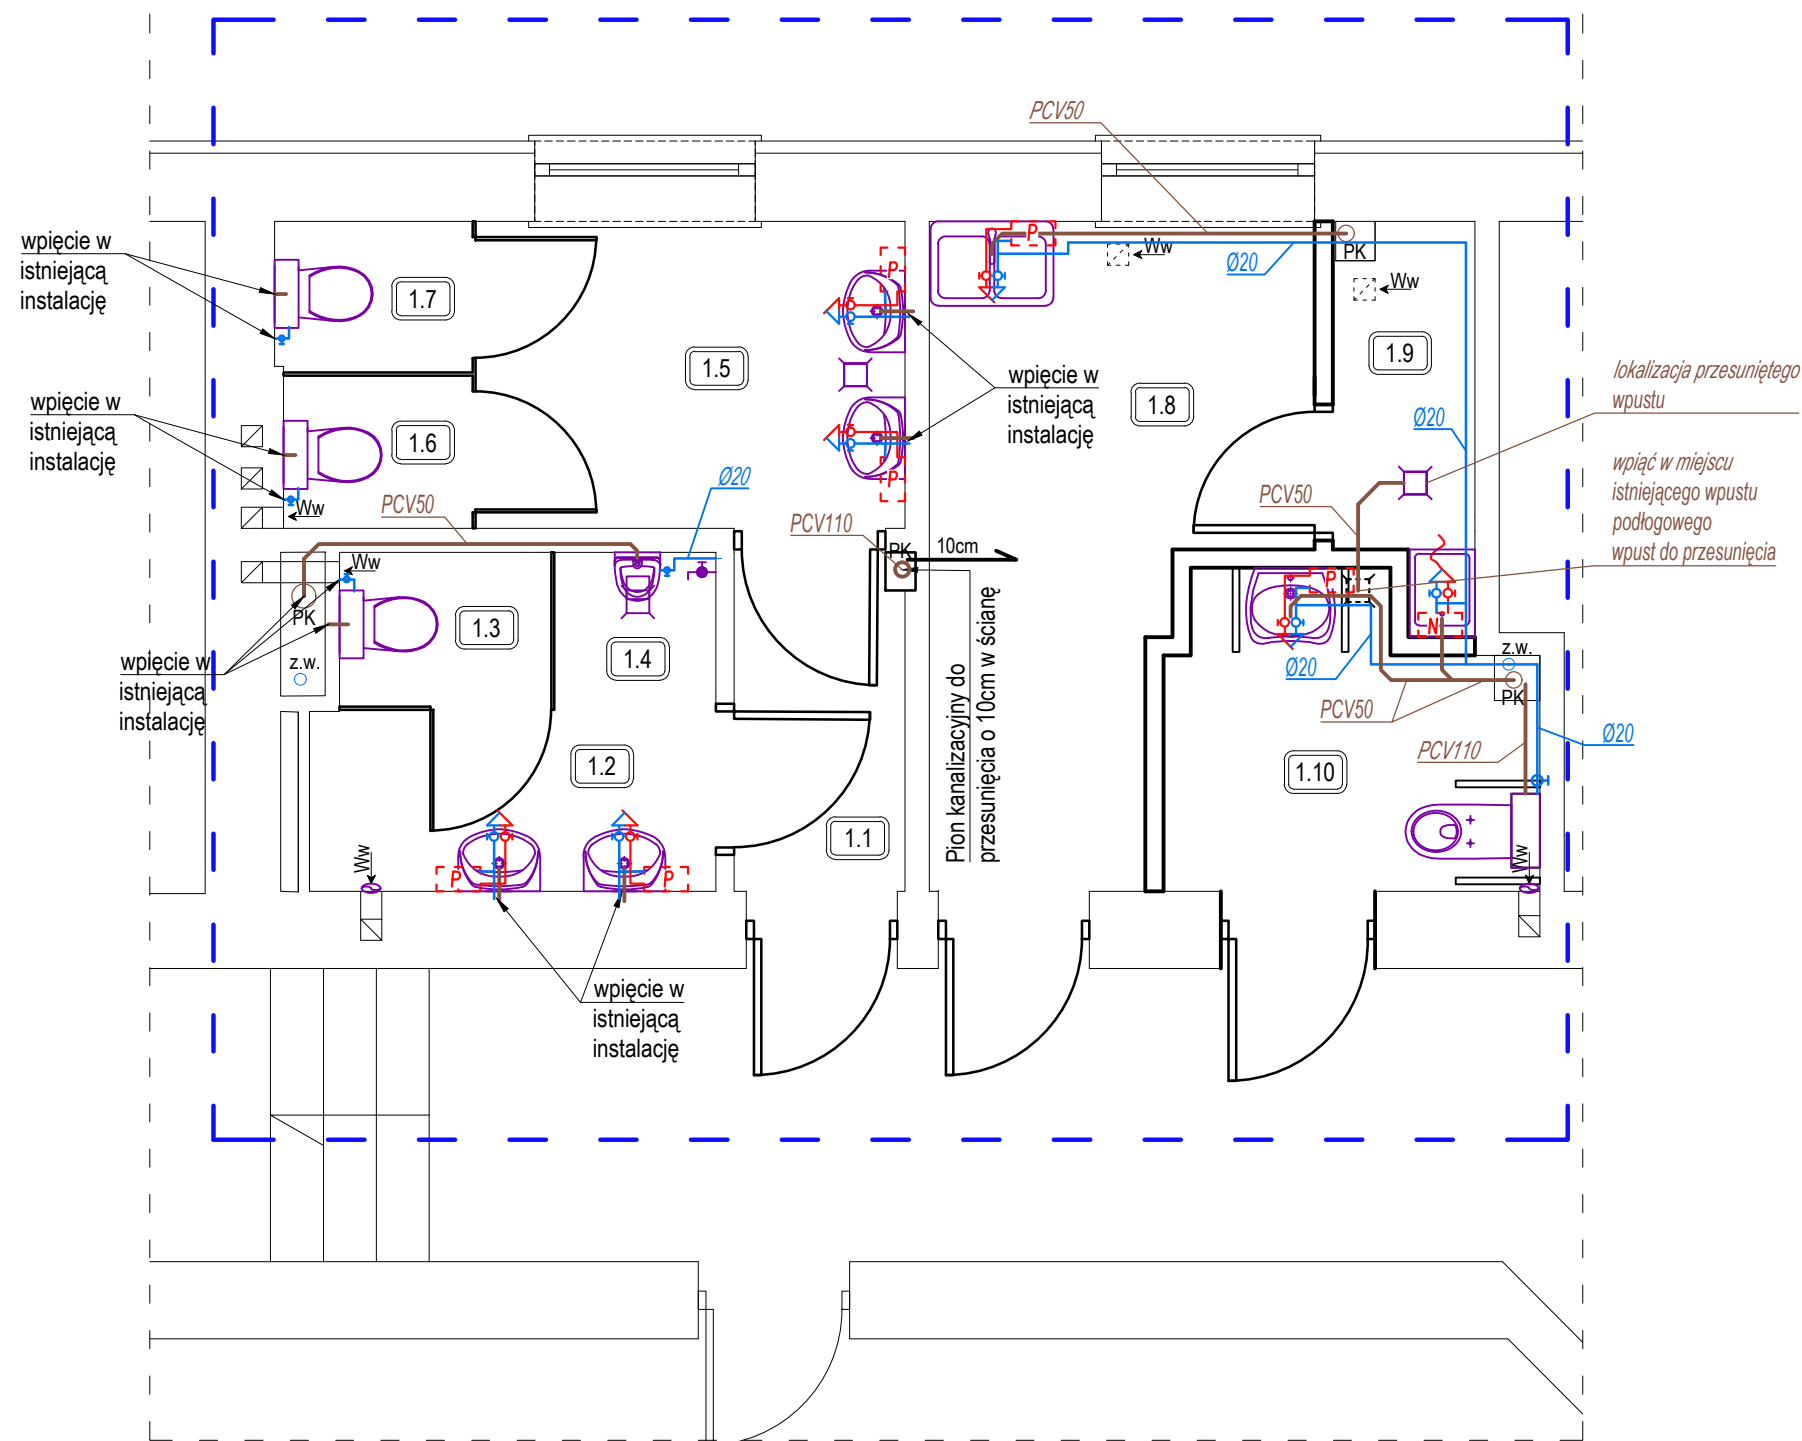 PCV50
wpięcie w
istniejącą
instalację
1.7
P
P
Ww
Ø20
PK
Ww
1.5
1.9
wpięcie w
istniejącą
instalację
1.8
lokalizacja przesuniętego
wpustu
wpięcie w
istniejącą
instalację
1.6
Ø20
P
Ø20
wpiąć w miejscu
istniejącego wpustu
podłogowego
wpust do przesunięcia
PCV50
Ww
PCV50
PCV110
PK
10cm
Ww
PK
1.3
1.4
P
N
wpięcie w
istniejącą
instalację
z.w.
Pion kanalizacyjny do
przesunięcia o 10cm w ścianę
Ø20
z.w.
PK
PCV50
PCV110
Ø20
1.2
1.10
1.1
Ww
P
P
Ww
wpięcie w
istniejącą
instalację